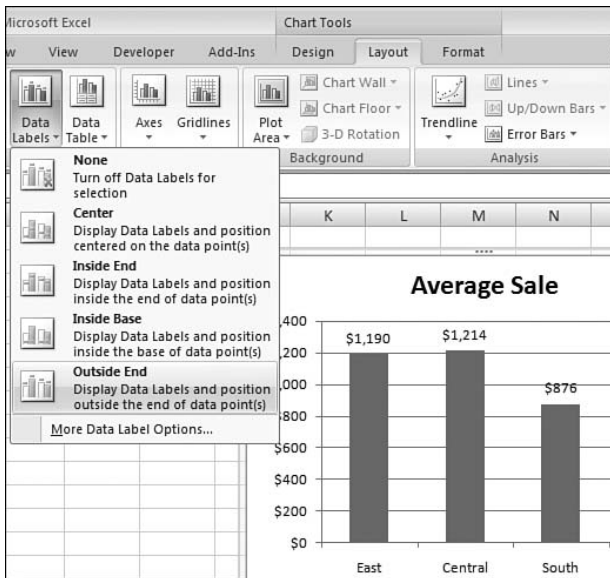 Microsoft Excel
Chart Tools
w View Developer Add-Ins Design Layout Format
Data Labels
Data Table
Axes
Gridlines
Plot Area
Chart Wall
Chart Floor
3-D Rotation
Background
Trendline
Lines
Up/Down Bars
Error Bars
Analysis
None
Turn off Data Labels for
selection
Center
Display Data Labels and position
centered on the data point(s)
Inside End
Display Data Labels and position
inside the end of data point(s)
Inside Base
Display Data Labels and position
inside the base of data point(s)
Outside End
Display Data Labels and position
outside the end of data point(s)
More Data Label Options...
K L M N
Average Sale
,400
,200
,000
$800
$600
$400
$200
$0
$1,190
$1,214
$876
East Central South